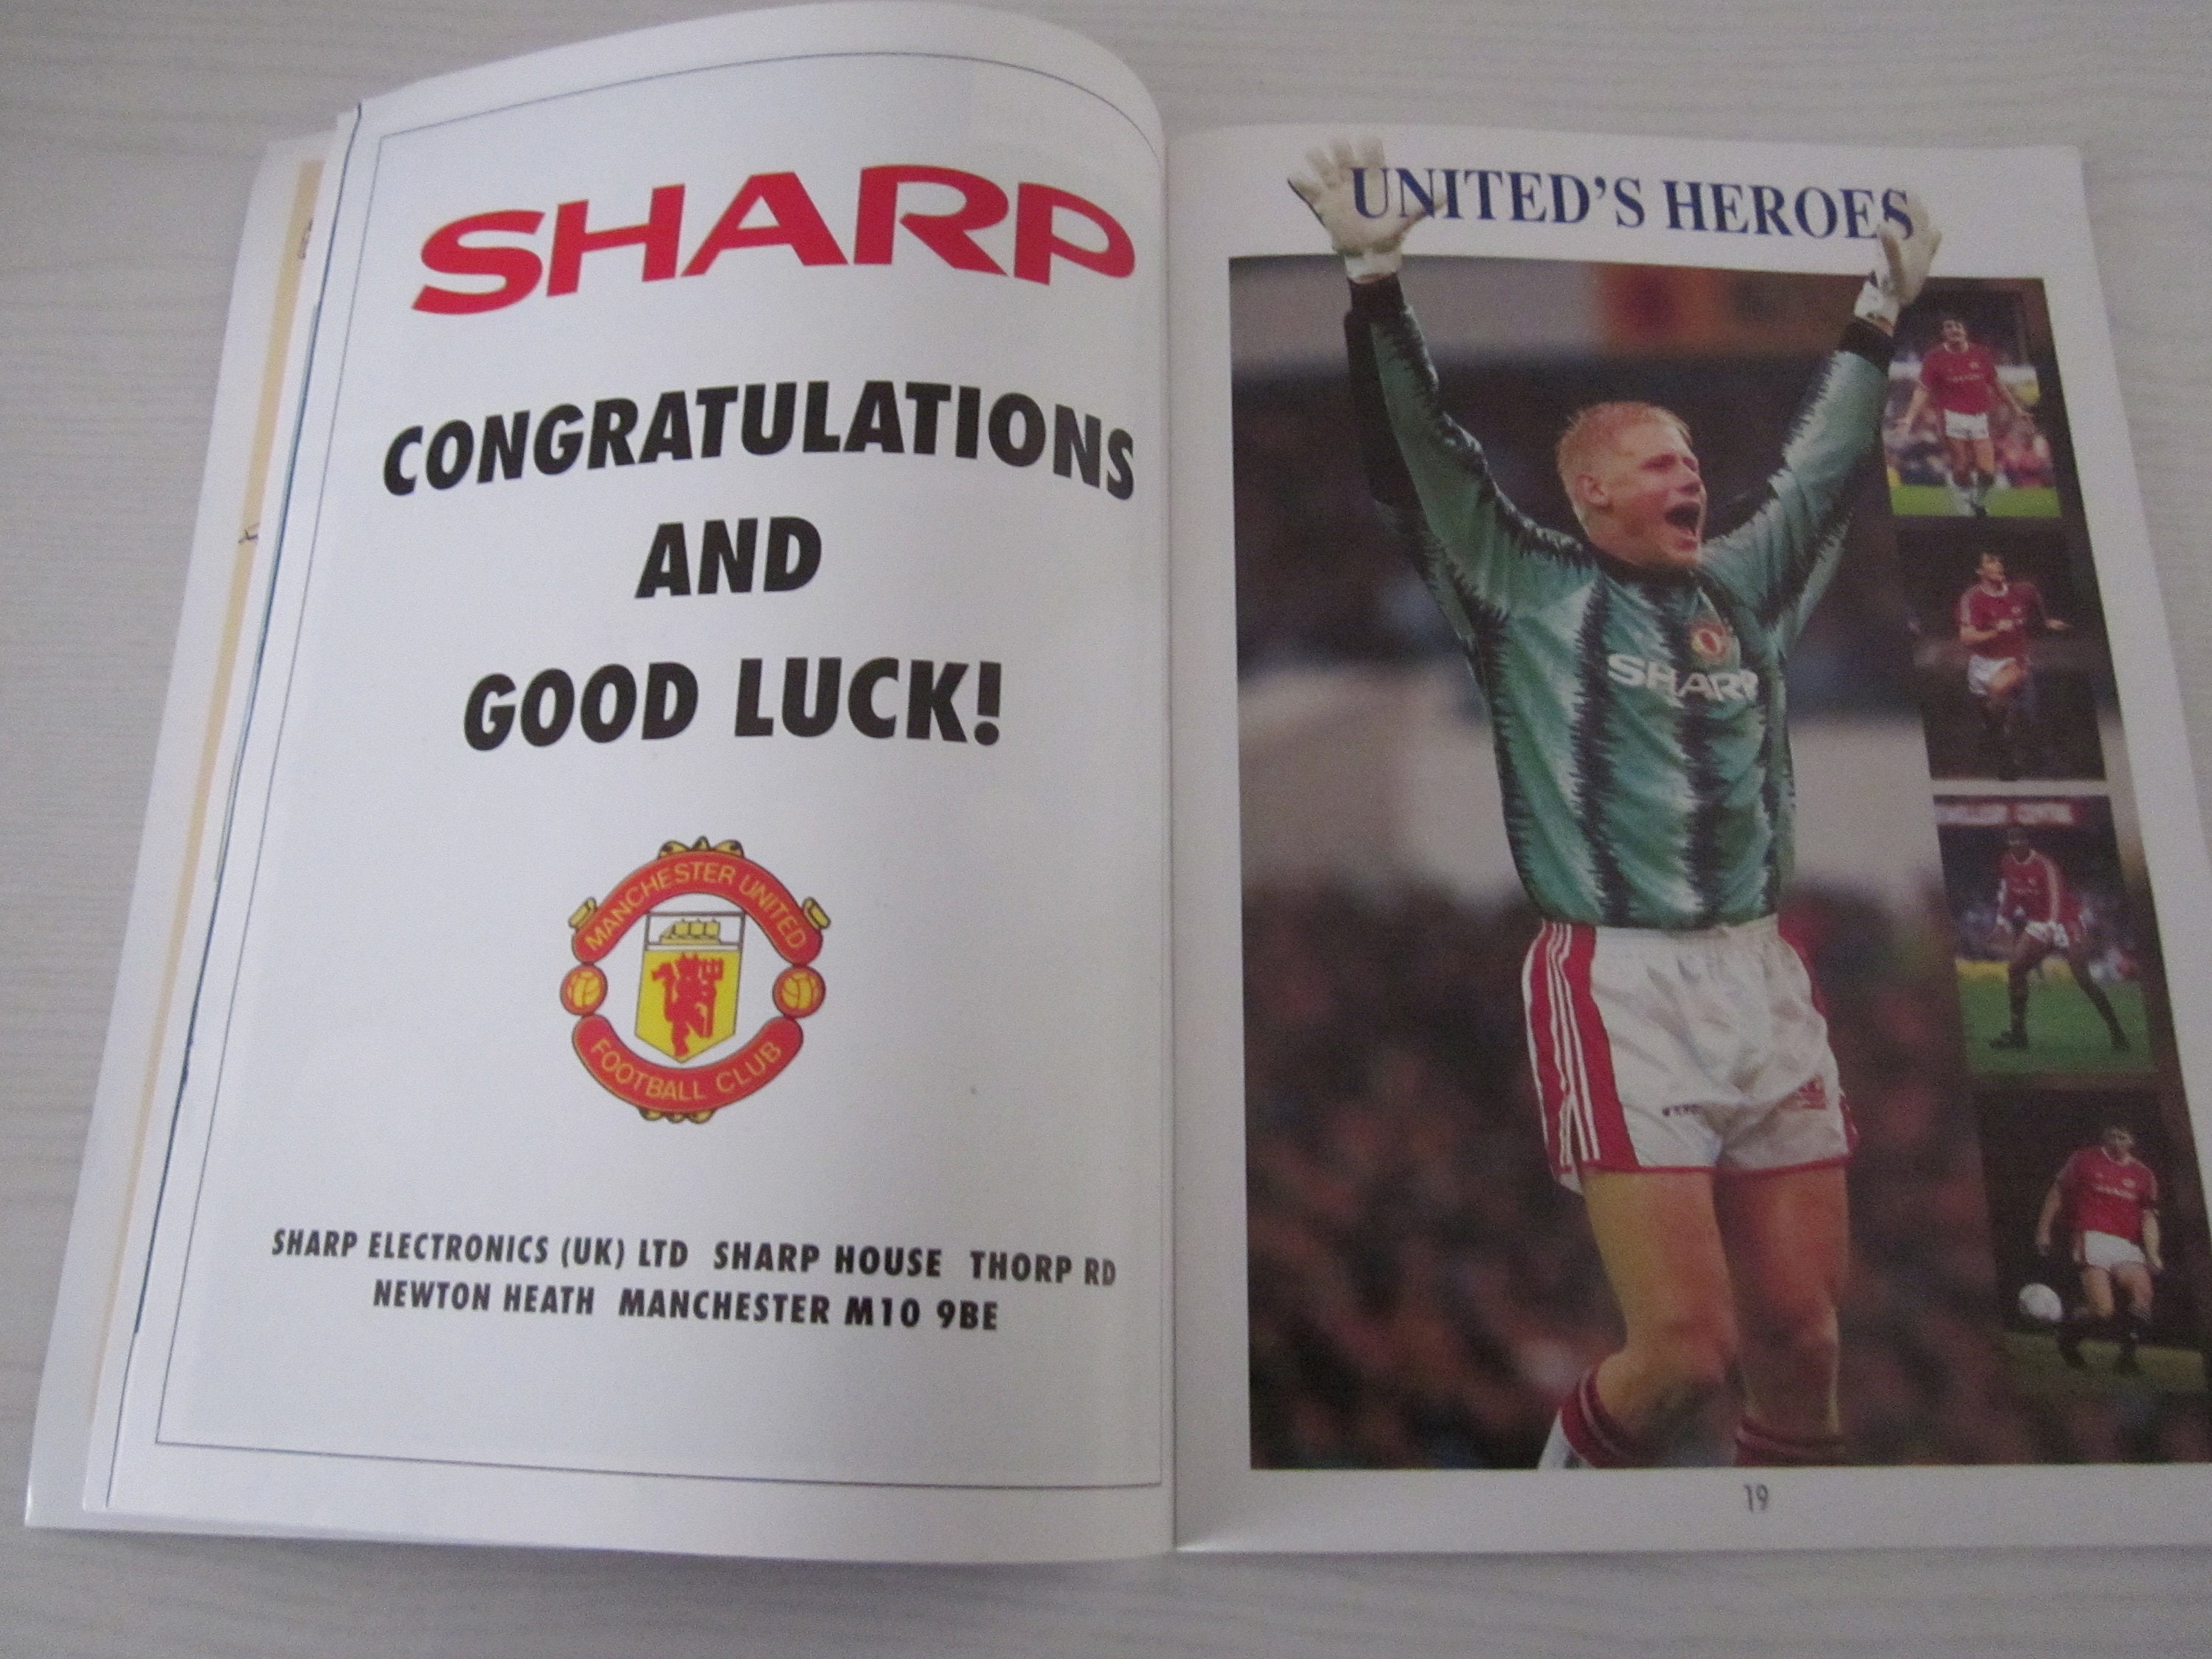 SHARP
CONGRATULATIONS
AND
GOOD LUCK!
MANCHESTER UNITED
FOOTBALL CLUB
SHARP ELECTRONICS (UK) LTD SHARP HOUSE THORP RD
NEWTON HEATH MANCHESTER M10 9BE
UNITED'S HEROES
SHARP
19